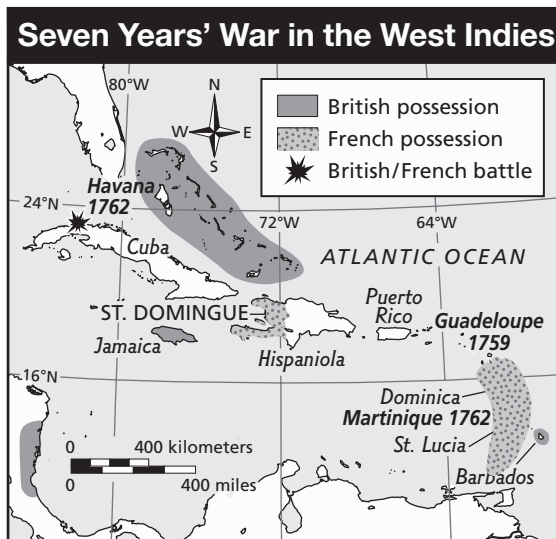 Seven Years' War in the West Indies
80°W
N
W
E
S
British possession
French possession
British/French battle
Havana
1762
24°N
72°W
64°W
Cuba
ATLANTIC OCEAN
ST. DOMINGUE
Puerto
Rico
Guadeloupe
1759
Jamaica
Hispaniola
16°N
Dominica
Martinique 1762
St. Lucia
Barbados
0
400 kilometers
0
400 miles